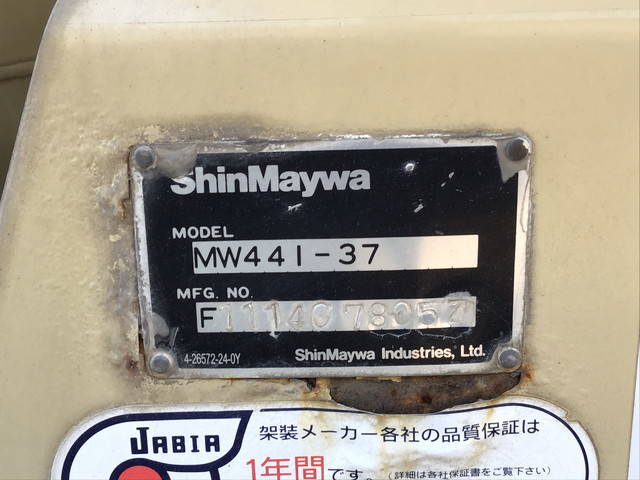 ShinMaywa
MODEL
MW441-37
MFG. NO.
F11140 78057
4-26572-24-0Y
ShinMaywa Industries, Ltd.
JABIA
架装メーカー各社の品質保証は
1年間です。(詳細は各社保証書をご覧下さい)